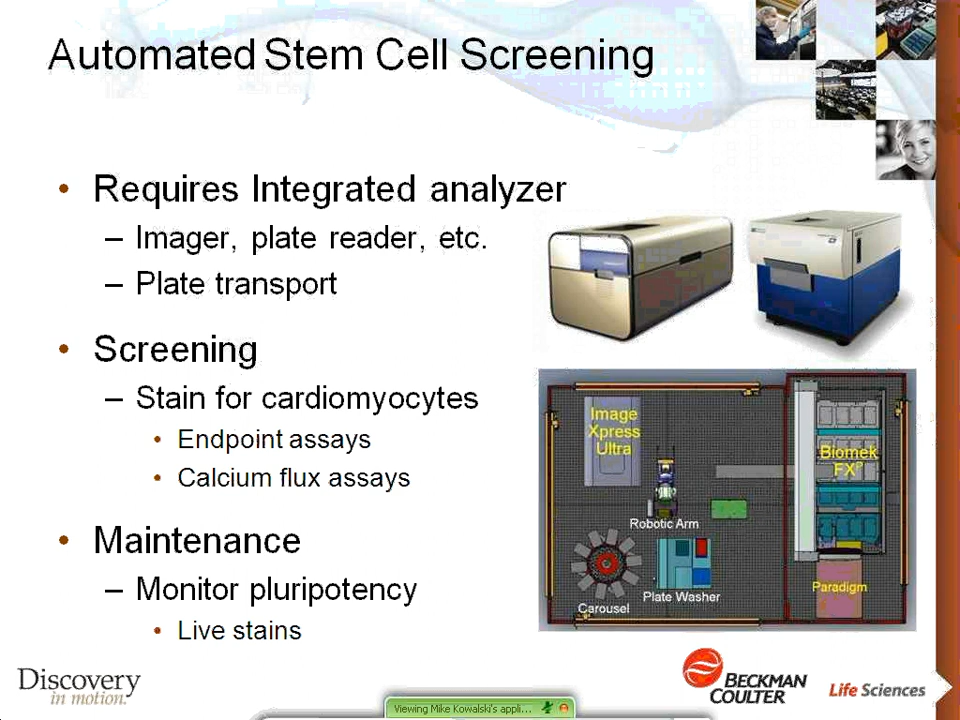 Automated Stem Cell Screening
• Requires Integrated analyzer
– Imager, plate reader, etc.
– Plate transport
• Screening
– Stain for cardiomyocytes
• Endpoint assays
• Calcium flux assays
• Maintenance
– Monitor pluripotency
• Live stains
Image
Xpress
Ultra
Biomek
FXP
Robotic Arm
Carousel
Plate Washer
Paradigm
Discovery
in motion.
BECKMAN
COULTER
Life Sciences
Viewing Mike Kowalski's appli...